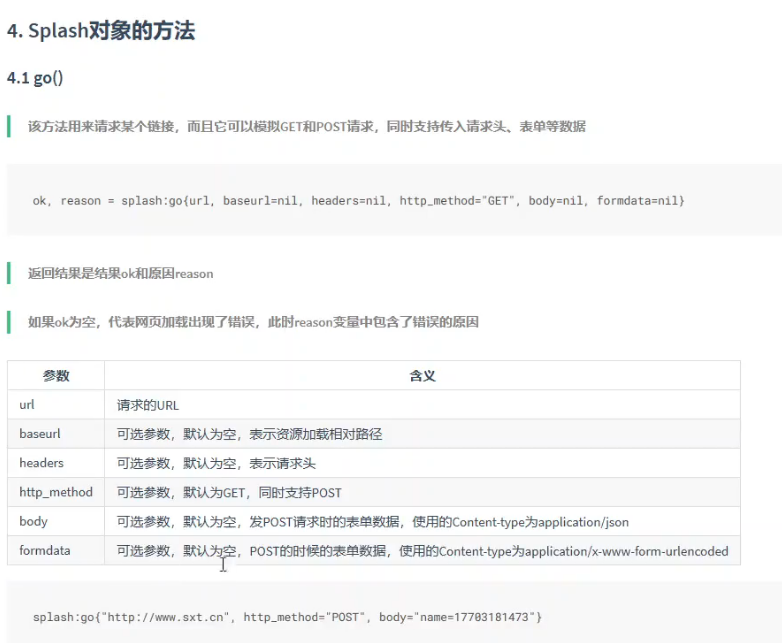 4. Splash对象的方法
4.1 go()
该方法用来请求某个链接，而且它可以模拟GET和POST请求，同时支持传入请求头、表单等数据
ok, reason = splash:go{url, baseurl=nil, headers=nil, http_method="GET", body=nil, formdata=nil}
返回结果是结果ok和原因reason
如果ok为空，代表网页加载出现了错误，此时reason变量中包含了错误的原因
参数 含义
url 请求的URL
baseurl 可选参数，默认为空，表示资源加载相对路径
headers 可选参数，默认为空，表示请求头
http_method 可选参数，默认为GET，同时支持POST
body 可选参数，默认为空，发POST请求时的表单数据，使用的Content-type为application/json
formdata 可选参数，默认为空，POST的时候的表单数据，使用的Content-type为application/x-www-form-urlencoded
splash:go{"http://www.sxt.cn", http_method="POST", body="name=17703181473"}